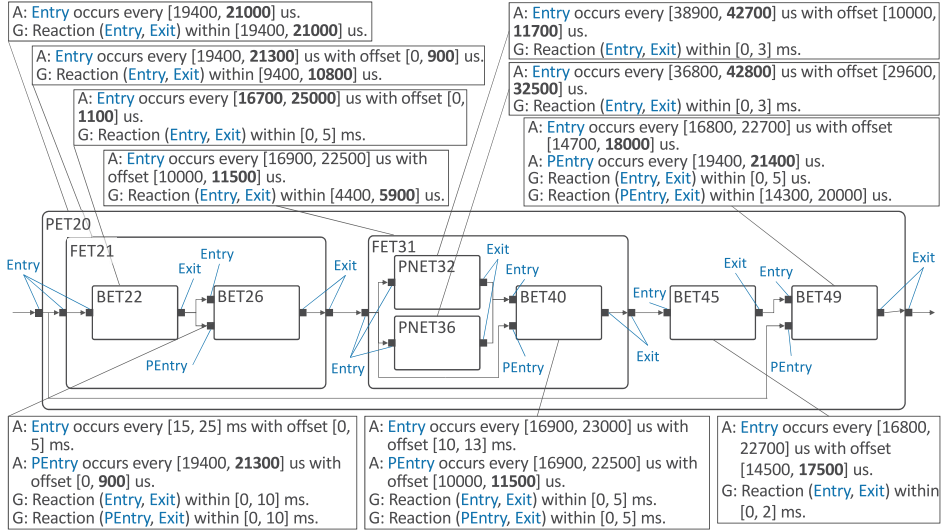 A: Entry occurs every [19400, 21000] us.
G: Reaction (Entry, Exit) within [19400, 21000] us.
A: Entry occurs every [19400, 21300] us with offset [0, 900] us.
G: Reaction (Entry, Exit) within [9400, 10800] us.
A: Entry occurs every [16700, 25000] us with offset [0,
1100] us.
G: Reaction (Entry, Exit) within [0, 5] ms.
A: Entry occurs every [16900, 22500] us with
offset [10000, 11500] us.
G: Reaction (Entry, Exit) within [4400, 5900] us.
A: Entry occurs every [38900, 42700] us with offset [10000,
11700] us.
G: Reaction (Entry, Exit) within [0, 3] ms.
A: Entry occurs every [36800, 42800] us with offset [29600,
32500] us.
G: Reaction (Entry, Exit) within [0, 3] ms.
A: Entry occurs every [16800, 22700] us with offset
[14700, 18000] us.
A: PEntry occurs every [19400, 21400] us.
G: Reaction (Entry, Exit) within [0, 5] us.
G: Reaction (PEntry, Exit) within [14300, 20000] us.
PET20
FET21
FET31
Entry
BET22
Exit
Entry
BET26
PEntry
Exit
PNET32
PNET36
Entry
Exit
Entry
BET40
PEntry
Exit
Entry
BET45
Exit
Entry
BET49
PEntry
Exit
A: Entry occurs every [15, 25] ms with offset [0,
5] ms.
A: PEntry occurs every [19400, 21300] us with
offset [0, 900] us.
G: Reaction (Entry, Exit) within [0, 10] ms.
G: Reaction (PEntry, Exit) within [0, 10] ms.
A: Entry occurs every [16900, 23000] us with
offset [10, 13] ms.
A: PEntry occurs every [16900, 22500] us with
offset [10000, 11500] us.
G: Reaction (Entry, Exit) within [0, 5] ms.
G: Reaction (PEntry, Exit) within [0, 5] ms.
A: Entry occurs every [16800,
22700] us with offset
[14500, 17500] us.
G: Reaction (Entry, Exit) within
[0, 2] ms.